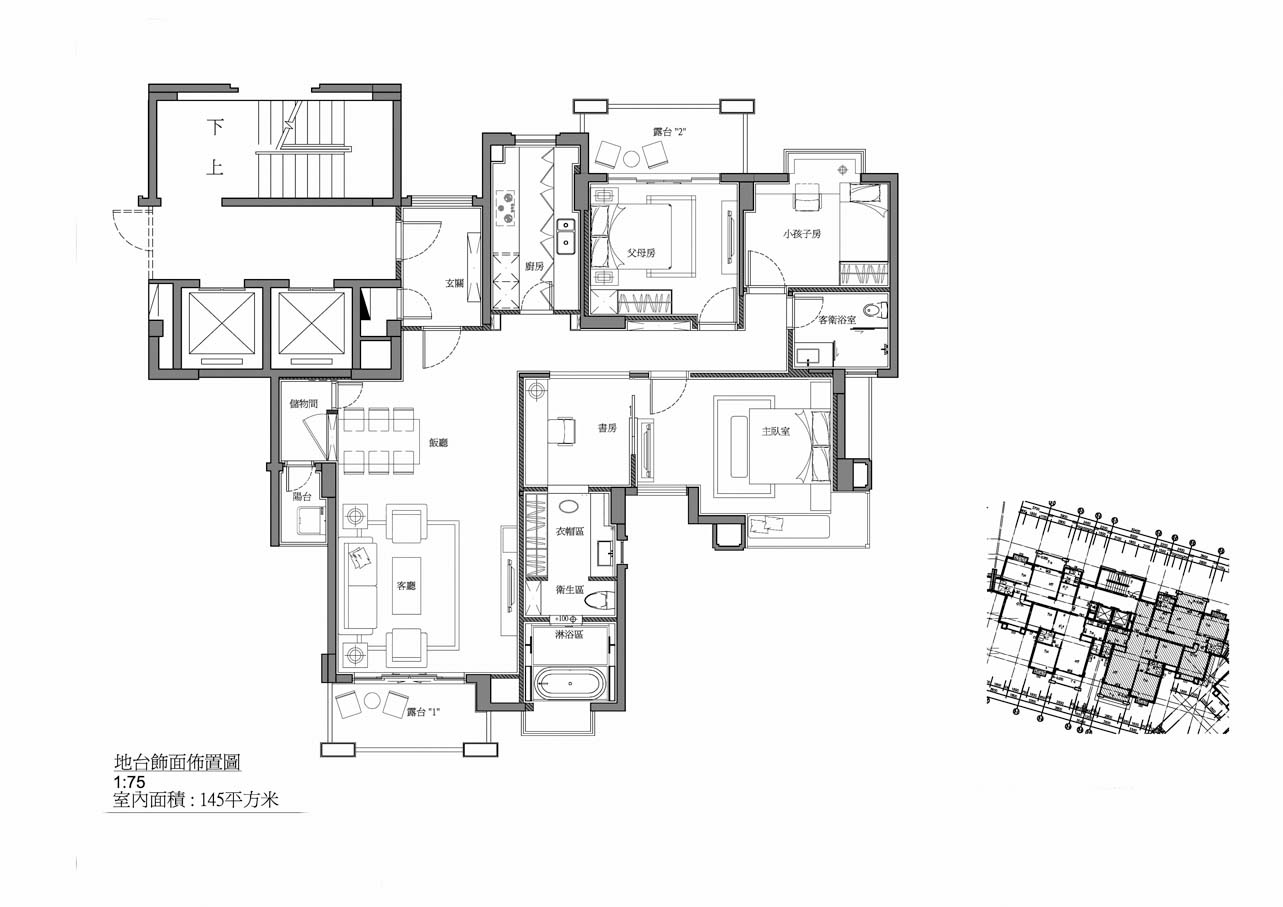 下
上
露台 "2"
小孩子房
父母房
廚房
玄關
客衛浴室
儲物間
飯廳
書房
主臥室
陽台
衣帽區
客廳
衛生區
+100
淋浴區
露台 "1"
地台飾面佈置圖
1:75
室內面積 : 145平方米